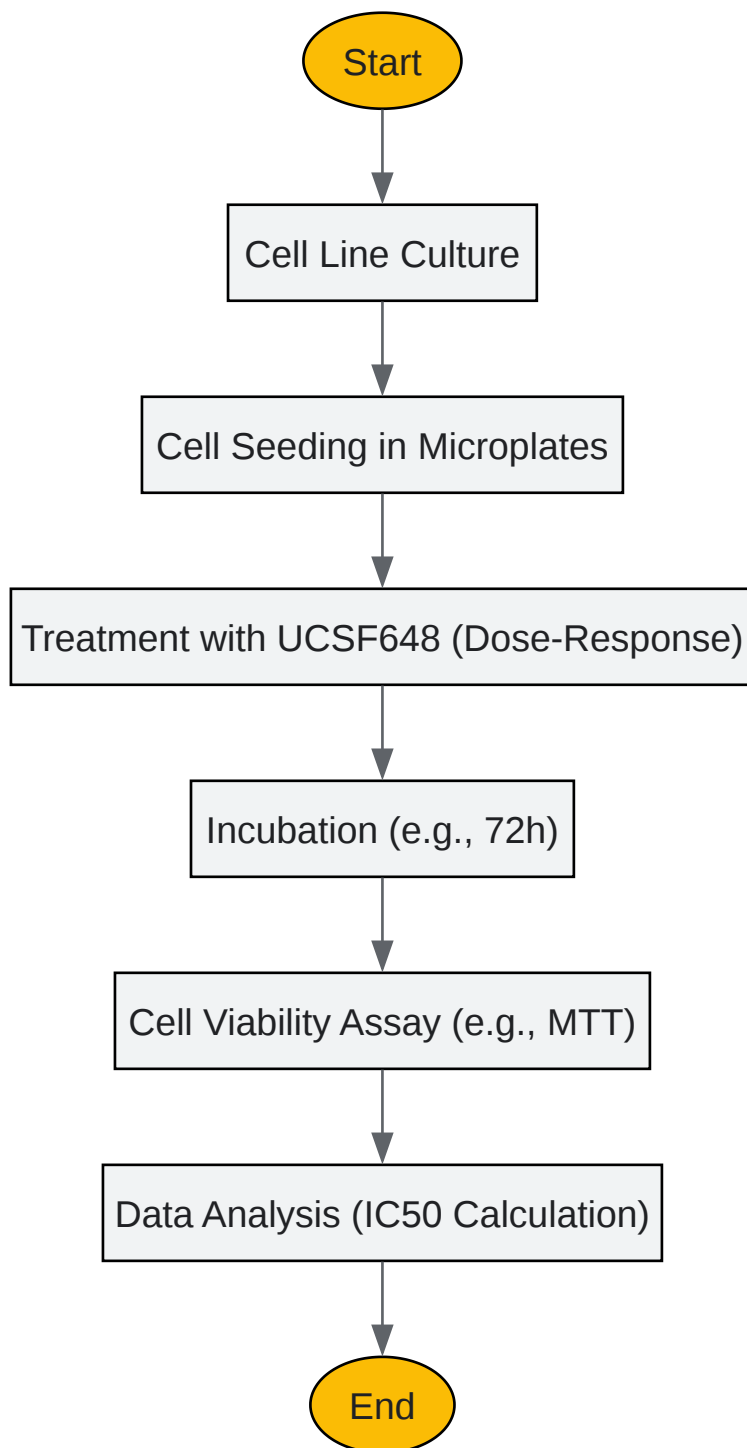 Start
Cell Line Culture
Cell Seeding in Microplates
Treatment with UCSF648 (Dose-Response)
Incubation (e.g., 72h)
Cell Viability Assay (e.g., MTT)
Data Analysis (IC50 Calculation)
End